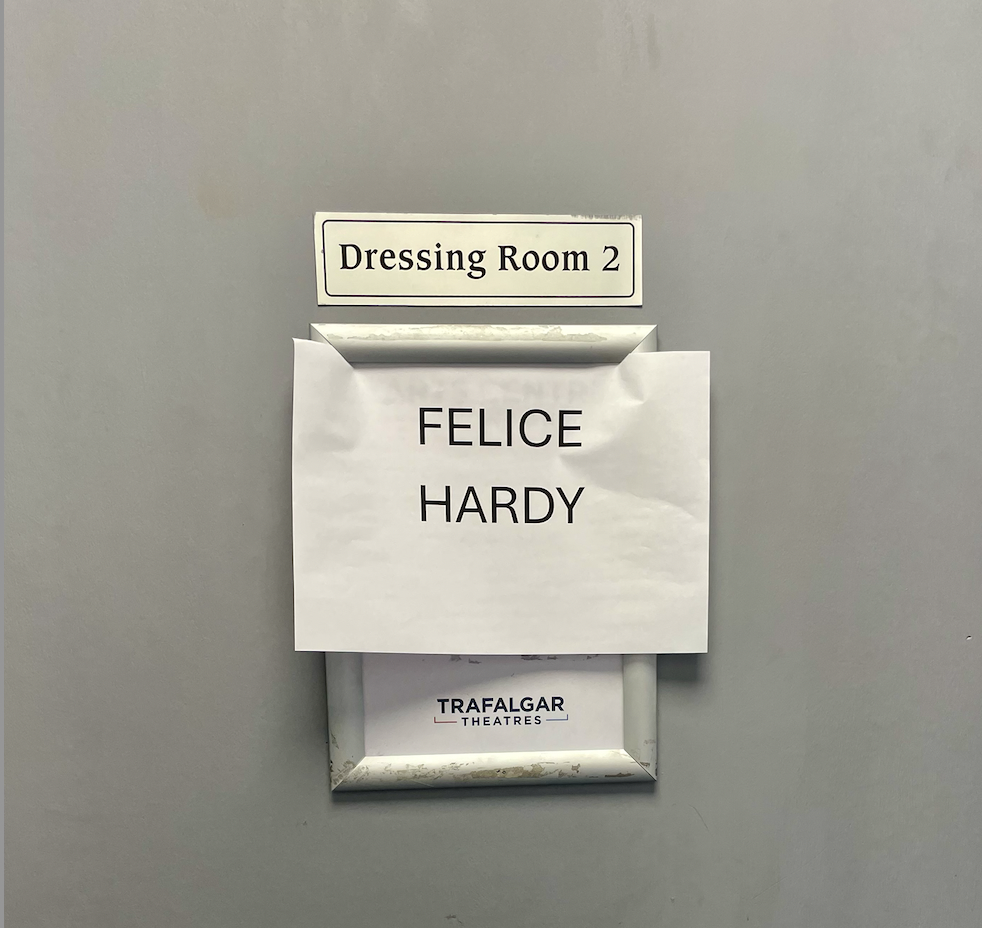 Dressing Room 2
FELICE
HARDY
TRAFALGAR
THEATRES